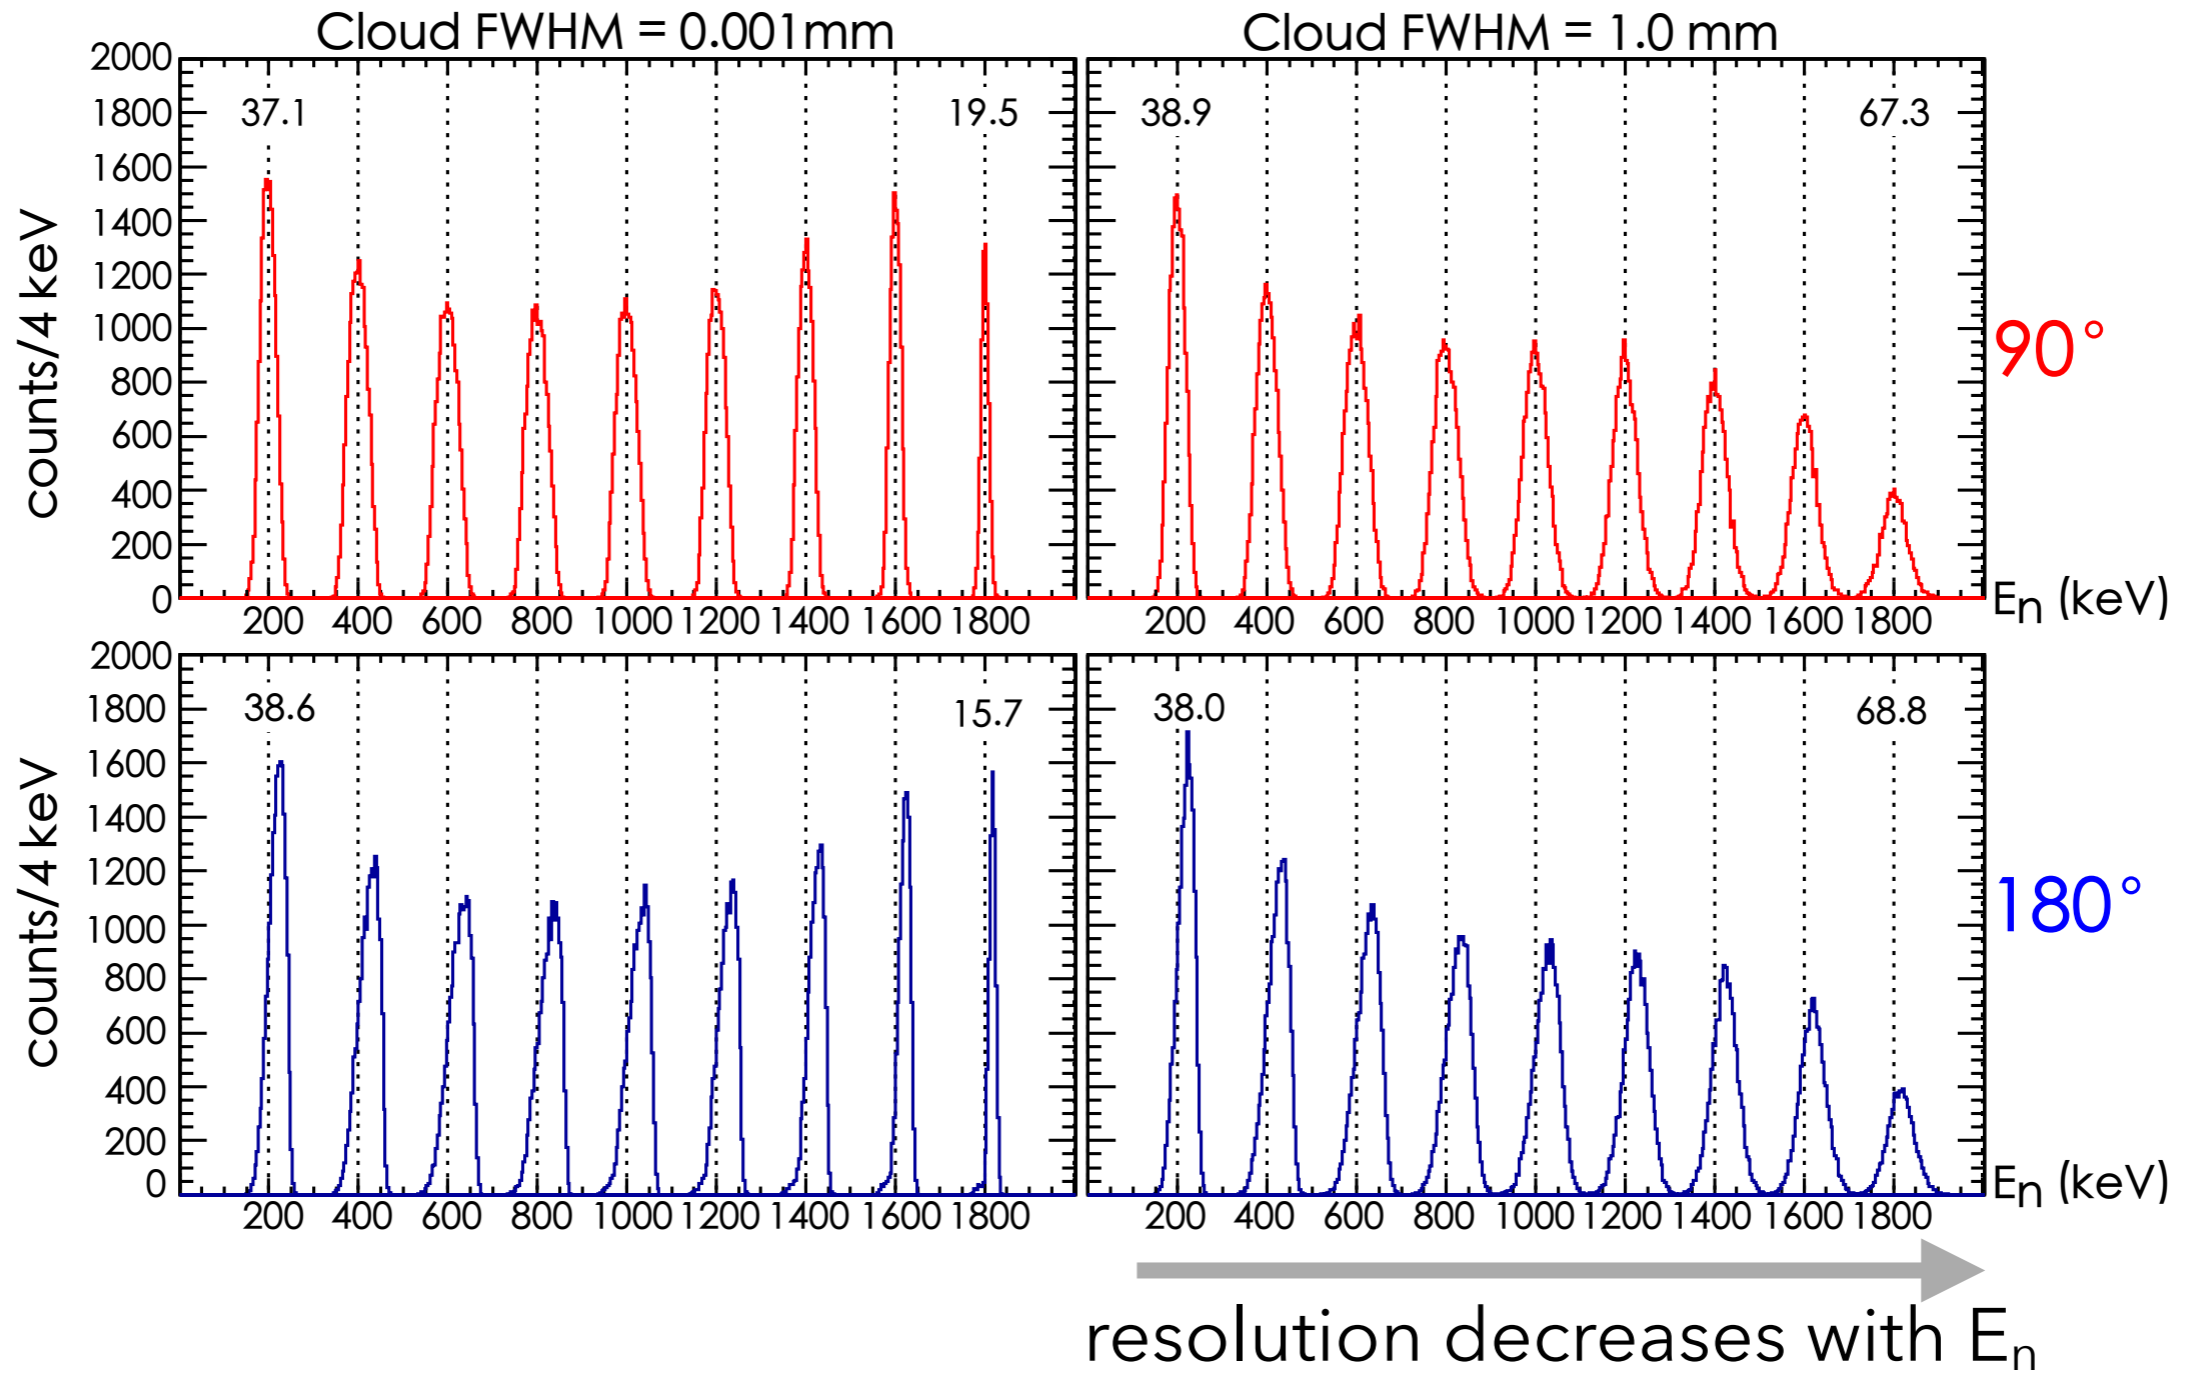 Cloud FWHM = 0.001mm
Cloud FWHM = 1.0 mm
2000
1800
1600
1400
1200
1000
800
600
400
200
0
counts/4 keV
37.1
19.5
38.9
67.3
90°
200 400 600 800 1000 1200 1400 1600 1800
200 400 600 800 1000 1200 1400 1600 1800
En (keV)
2000
1800
1600
1400
1200
1000
800
600
400
200
0
counts/4 keV
38.6
15.7
38.0
68.8
180°
200 400 600 800 1000 1200 1400 1600 1800
200 400 600 800 1000 1200 1400 1600 1800
En (keV)
resolution decreases with En